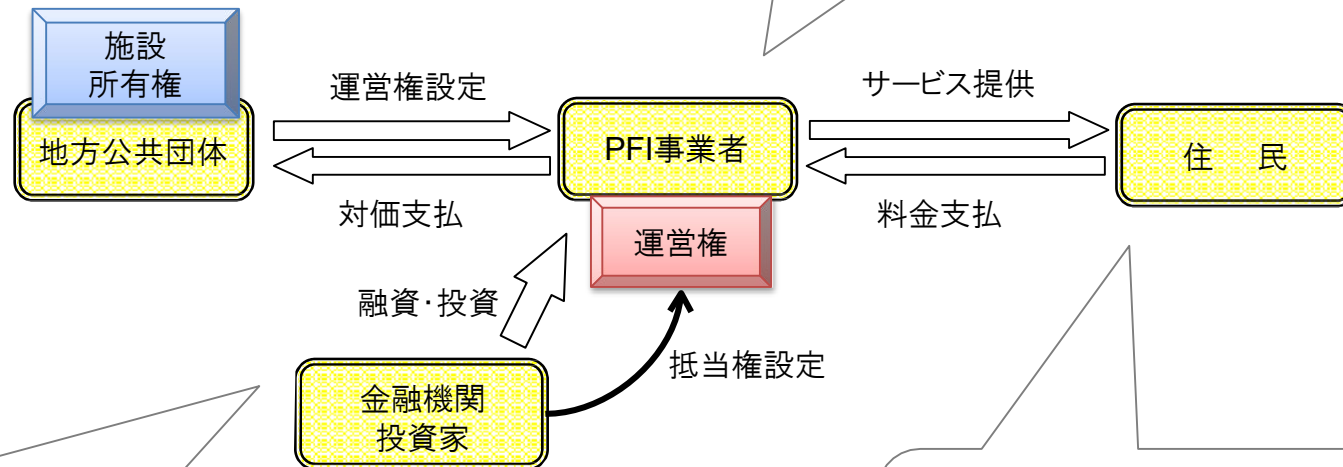 施設
所有権
地方公共団体
運営権設定
対価支払
PFI事業者
運営権
サービス提供
料金支払
住　民
融資・投資
抵当権設定
金融機関
投資家